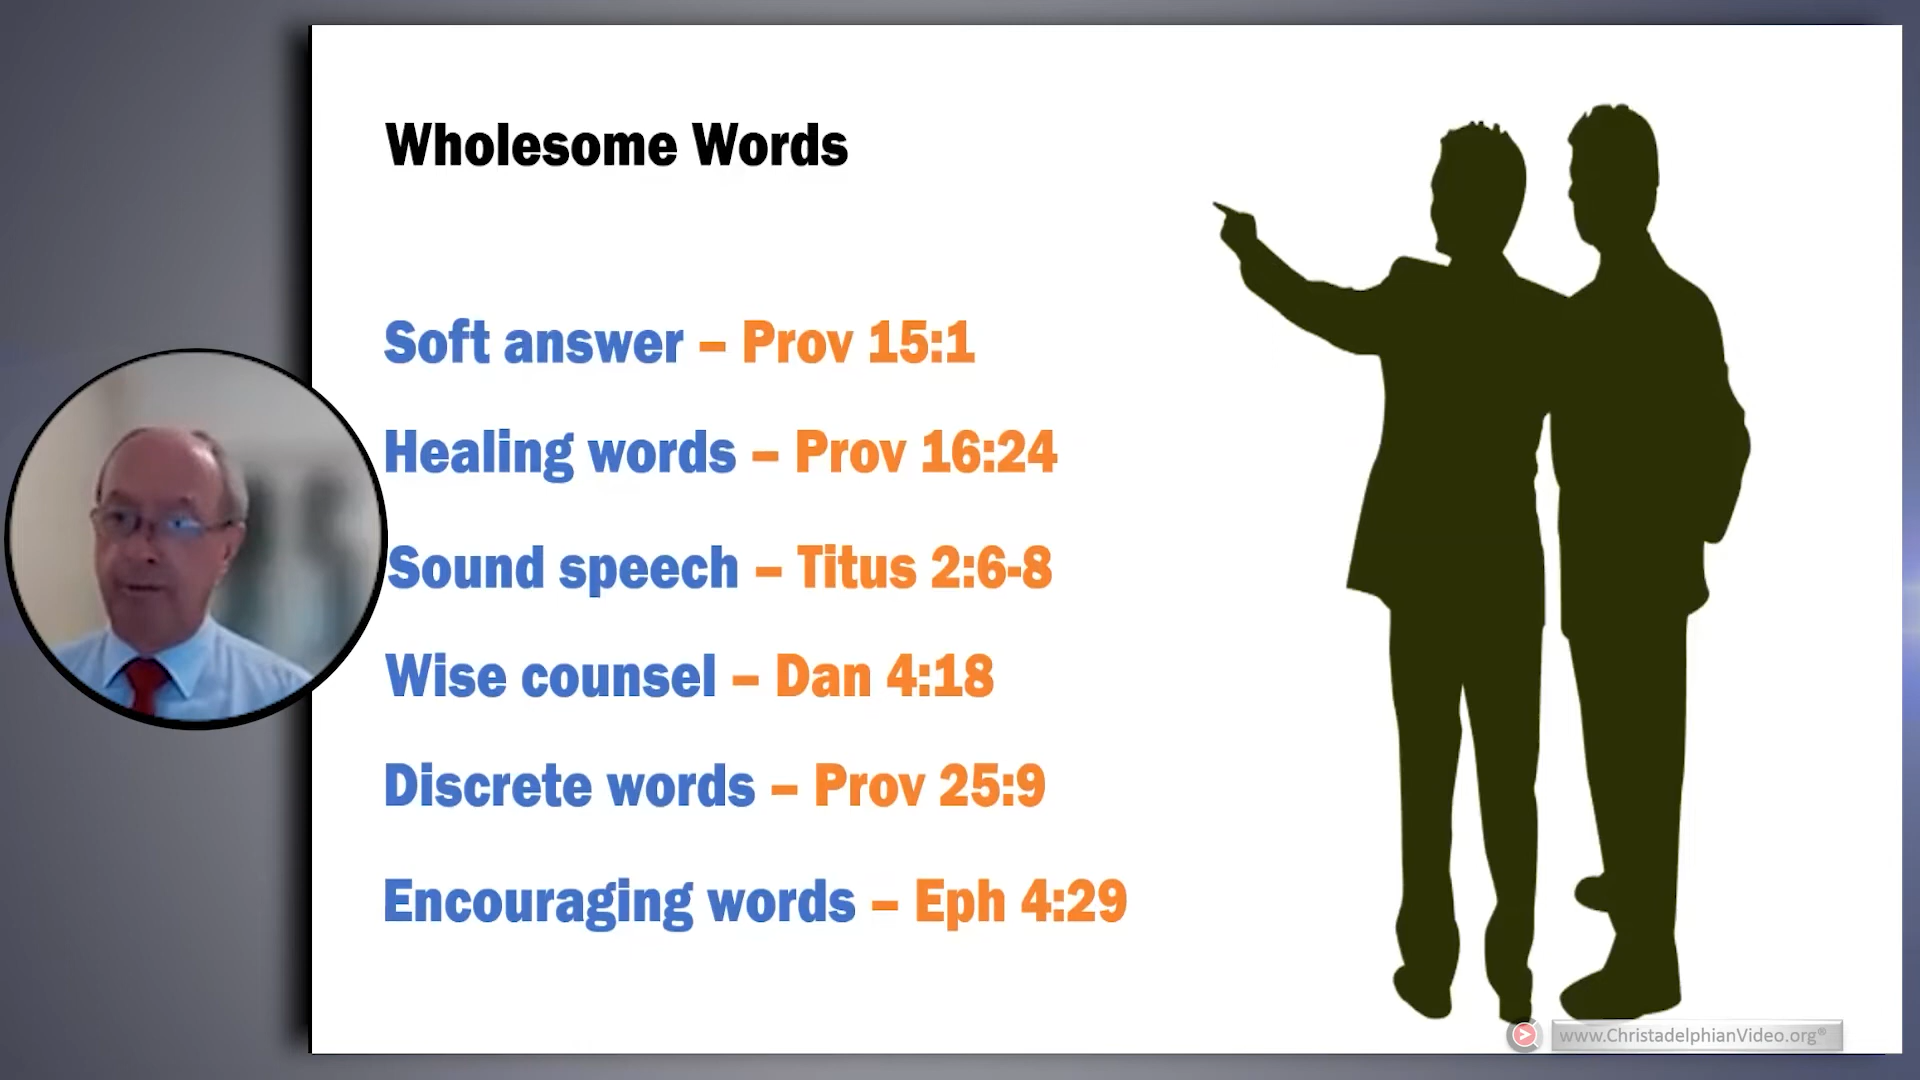 Wholesome Words
Soft answer – Prov 15:1
Healing words – Prov 16:24
Sound speech – Titus 2:6-8
Wise counsel – Dan 4:18
Discrete words – Prov 25:9
Encouraging words – Eph 4:29
www.ChristadelphianVideo.org®